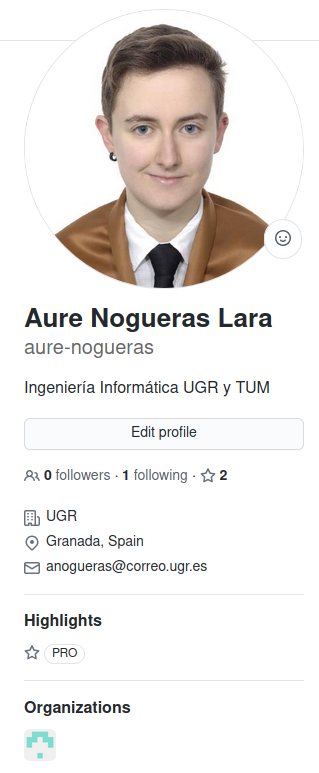 Aure Nogueras Lara
aure-nogueras
Ingeniería Informática UGR y TUM
Edit profile
0 followers · 1 following · 2
UGR
Granada, Spain
anogueras@correo.ugr.es
Highlights
PRO
Organizations